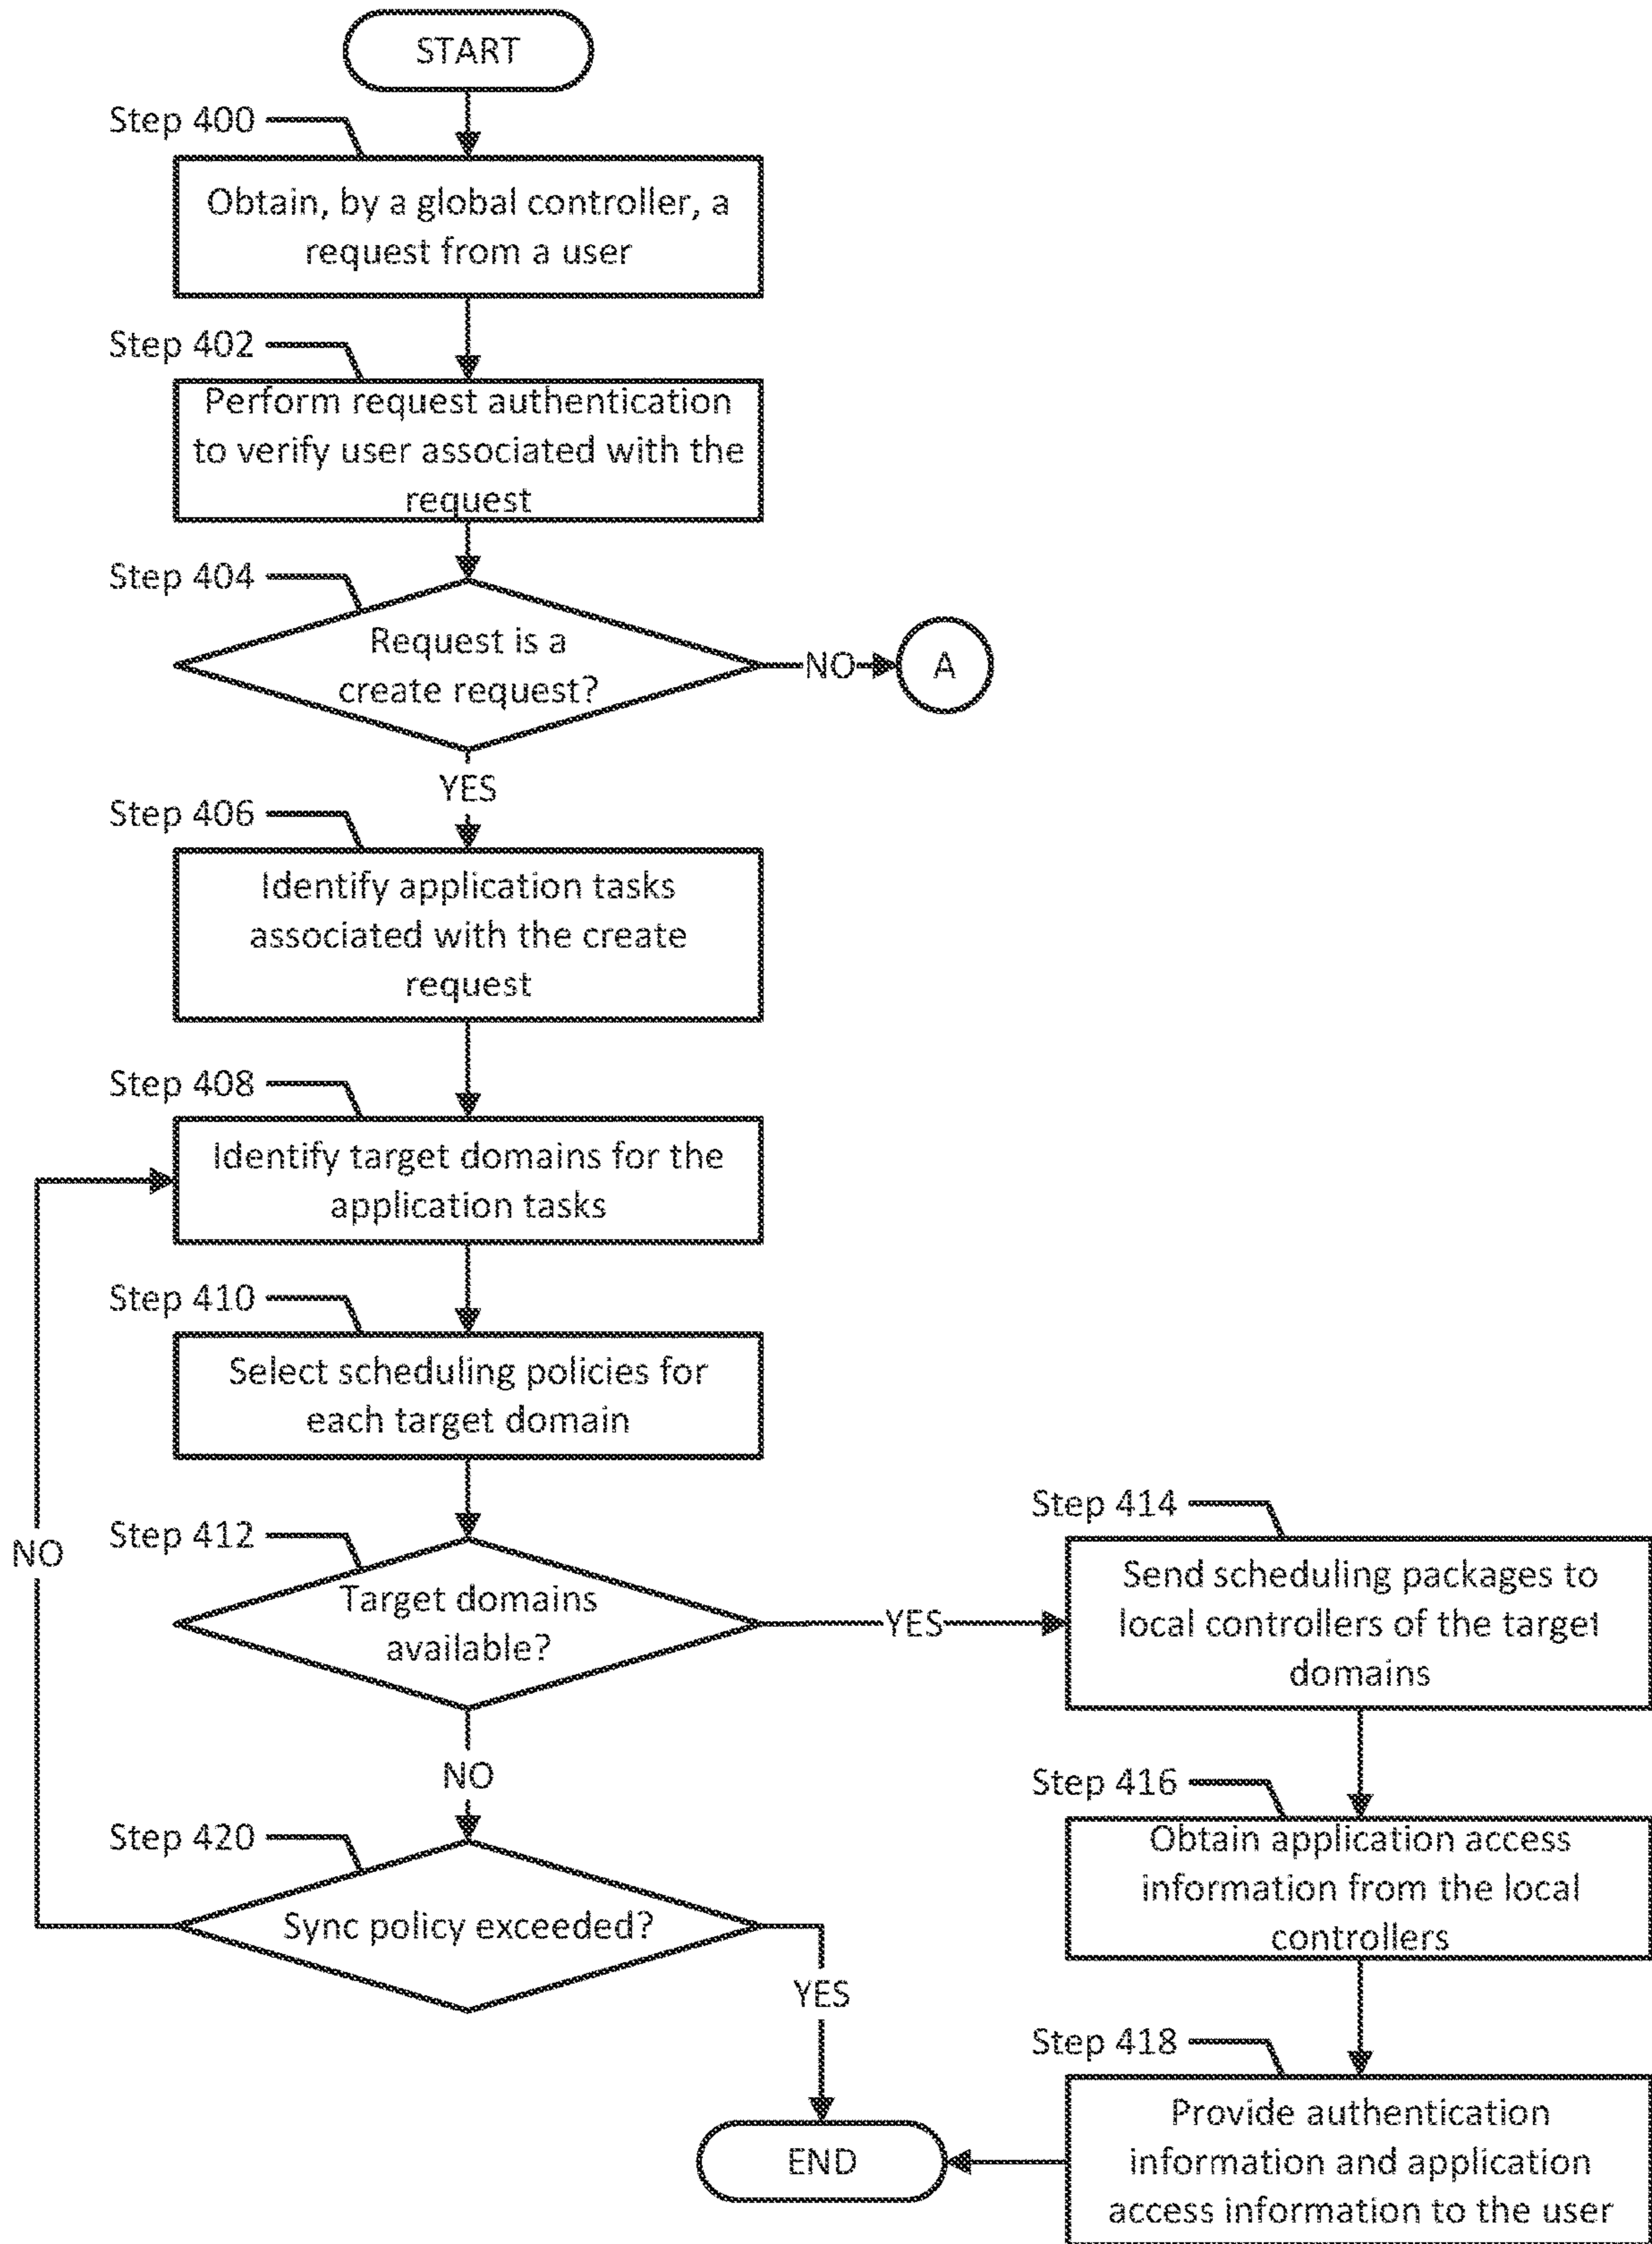 START
Step 400
Obtain, by a global controller, a
request from a user
Step 402
Perform request authentication
to verify user associated with the
request
Step 404
Request is a
create request?
NO
A
YES
Step 406
Identify application tasks
associated with the create
request
Step 408
Identify target domains for the
application tasks
Step 410
Select scheduling policies for
each target domain
Step 412
Target domains
available?
YES
Step 414
Send scheduling packages to
local controllers of the target
domains
NO
NO
Step 416
Obtain application access
information from the local
controllers
Step 420
Sync policy exceeded?
YES
Step 418
Provide authentication
information and application
access information to the user
END